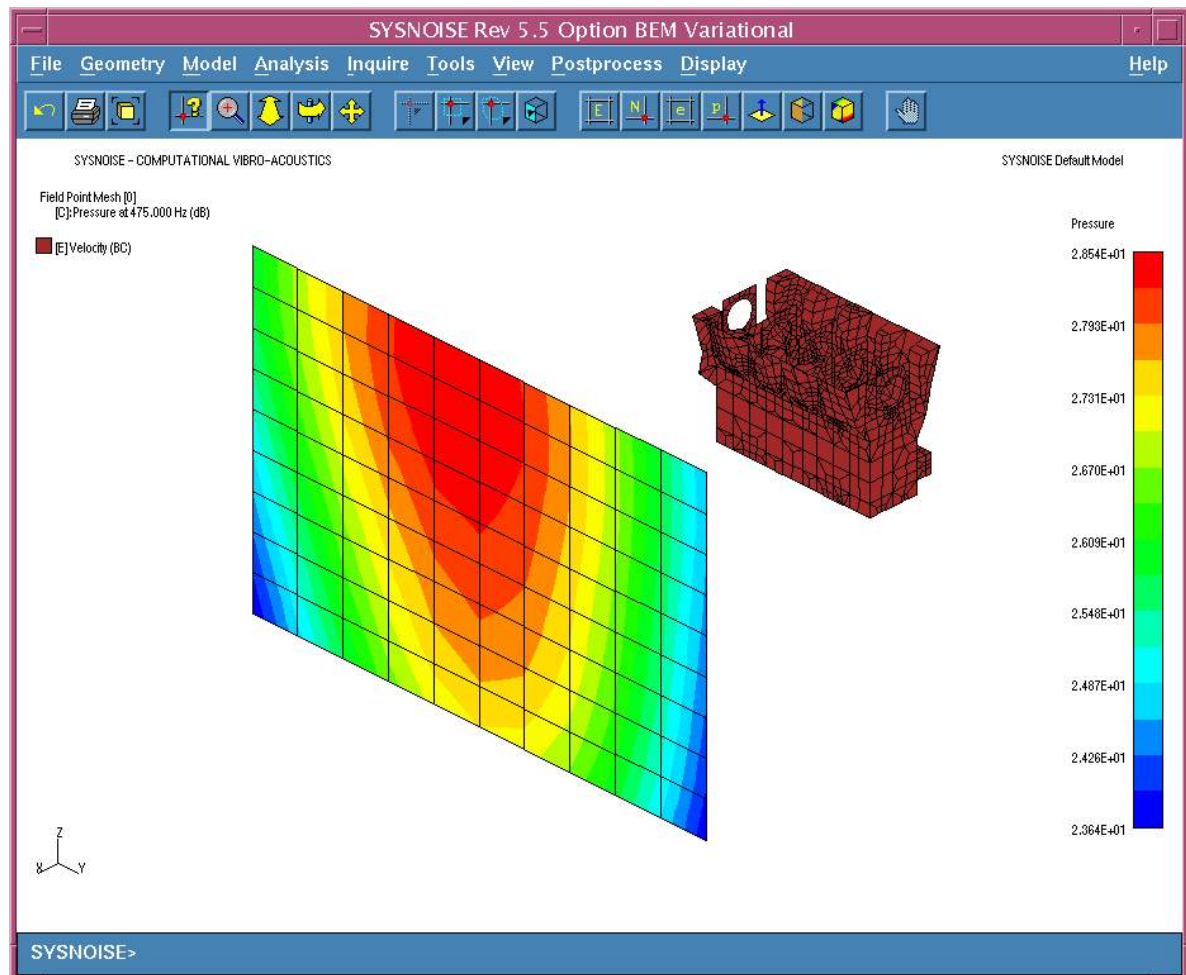 SYSNOISE Rev 5.5 Option BEM Variational
File Geometry Model Analysis Inquire Tools View Postprocess Display Help
E N e p
SYSNOISE - COMPUTATIONAL VIBRO-ACOUSTICS
SYSNOISE Default Model
Field Point Mesh [0]
[C]:Pressure at 475.000 Hz (dB)
[E] Velocity (BC)
Pressure
2.854E+01
2.793E+01
2.731E+01
2.670E+01
2.609E+01
2.548E+01
2.487E+01
2.426E+01
2.364E+01
Z
X Y
SYSNOISE>